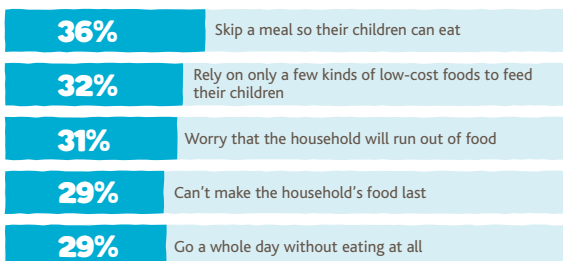 36% Skip a meal so their children can eat
32% Rely on only a few kinds of low-cost foods to feed
their children
31% Worry that the household will run out of food
29% Can't make the household's food last
29% Go a whole day without eating at all